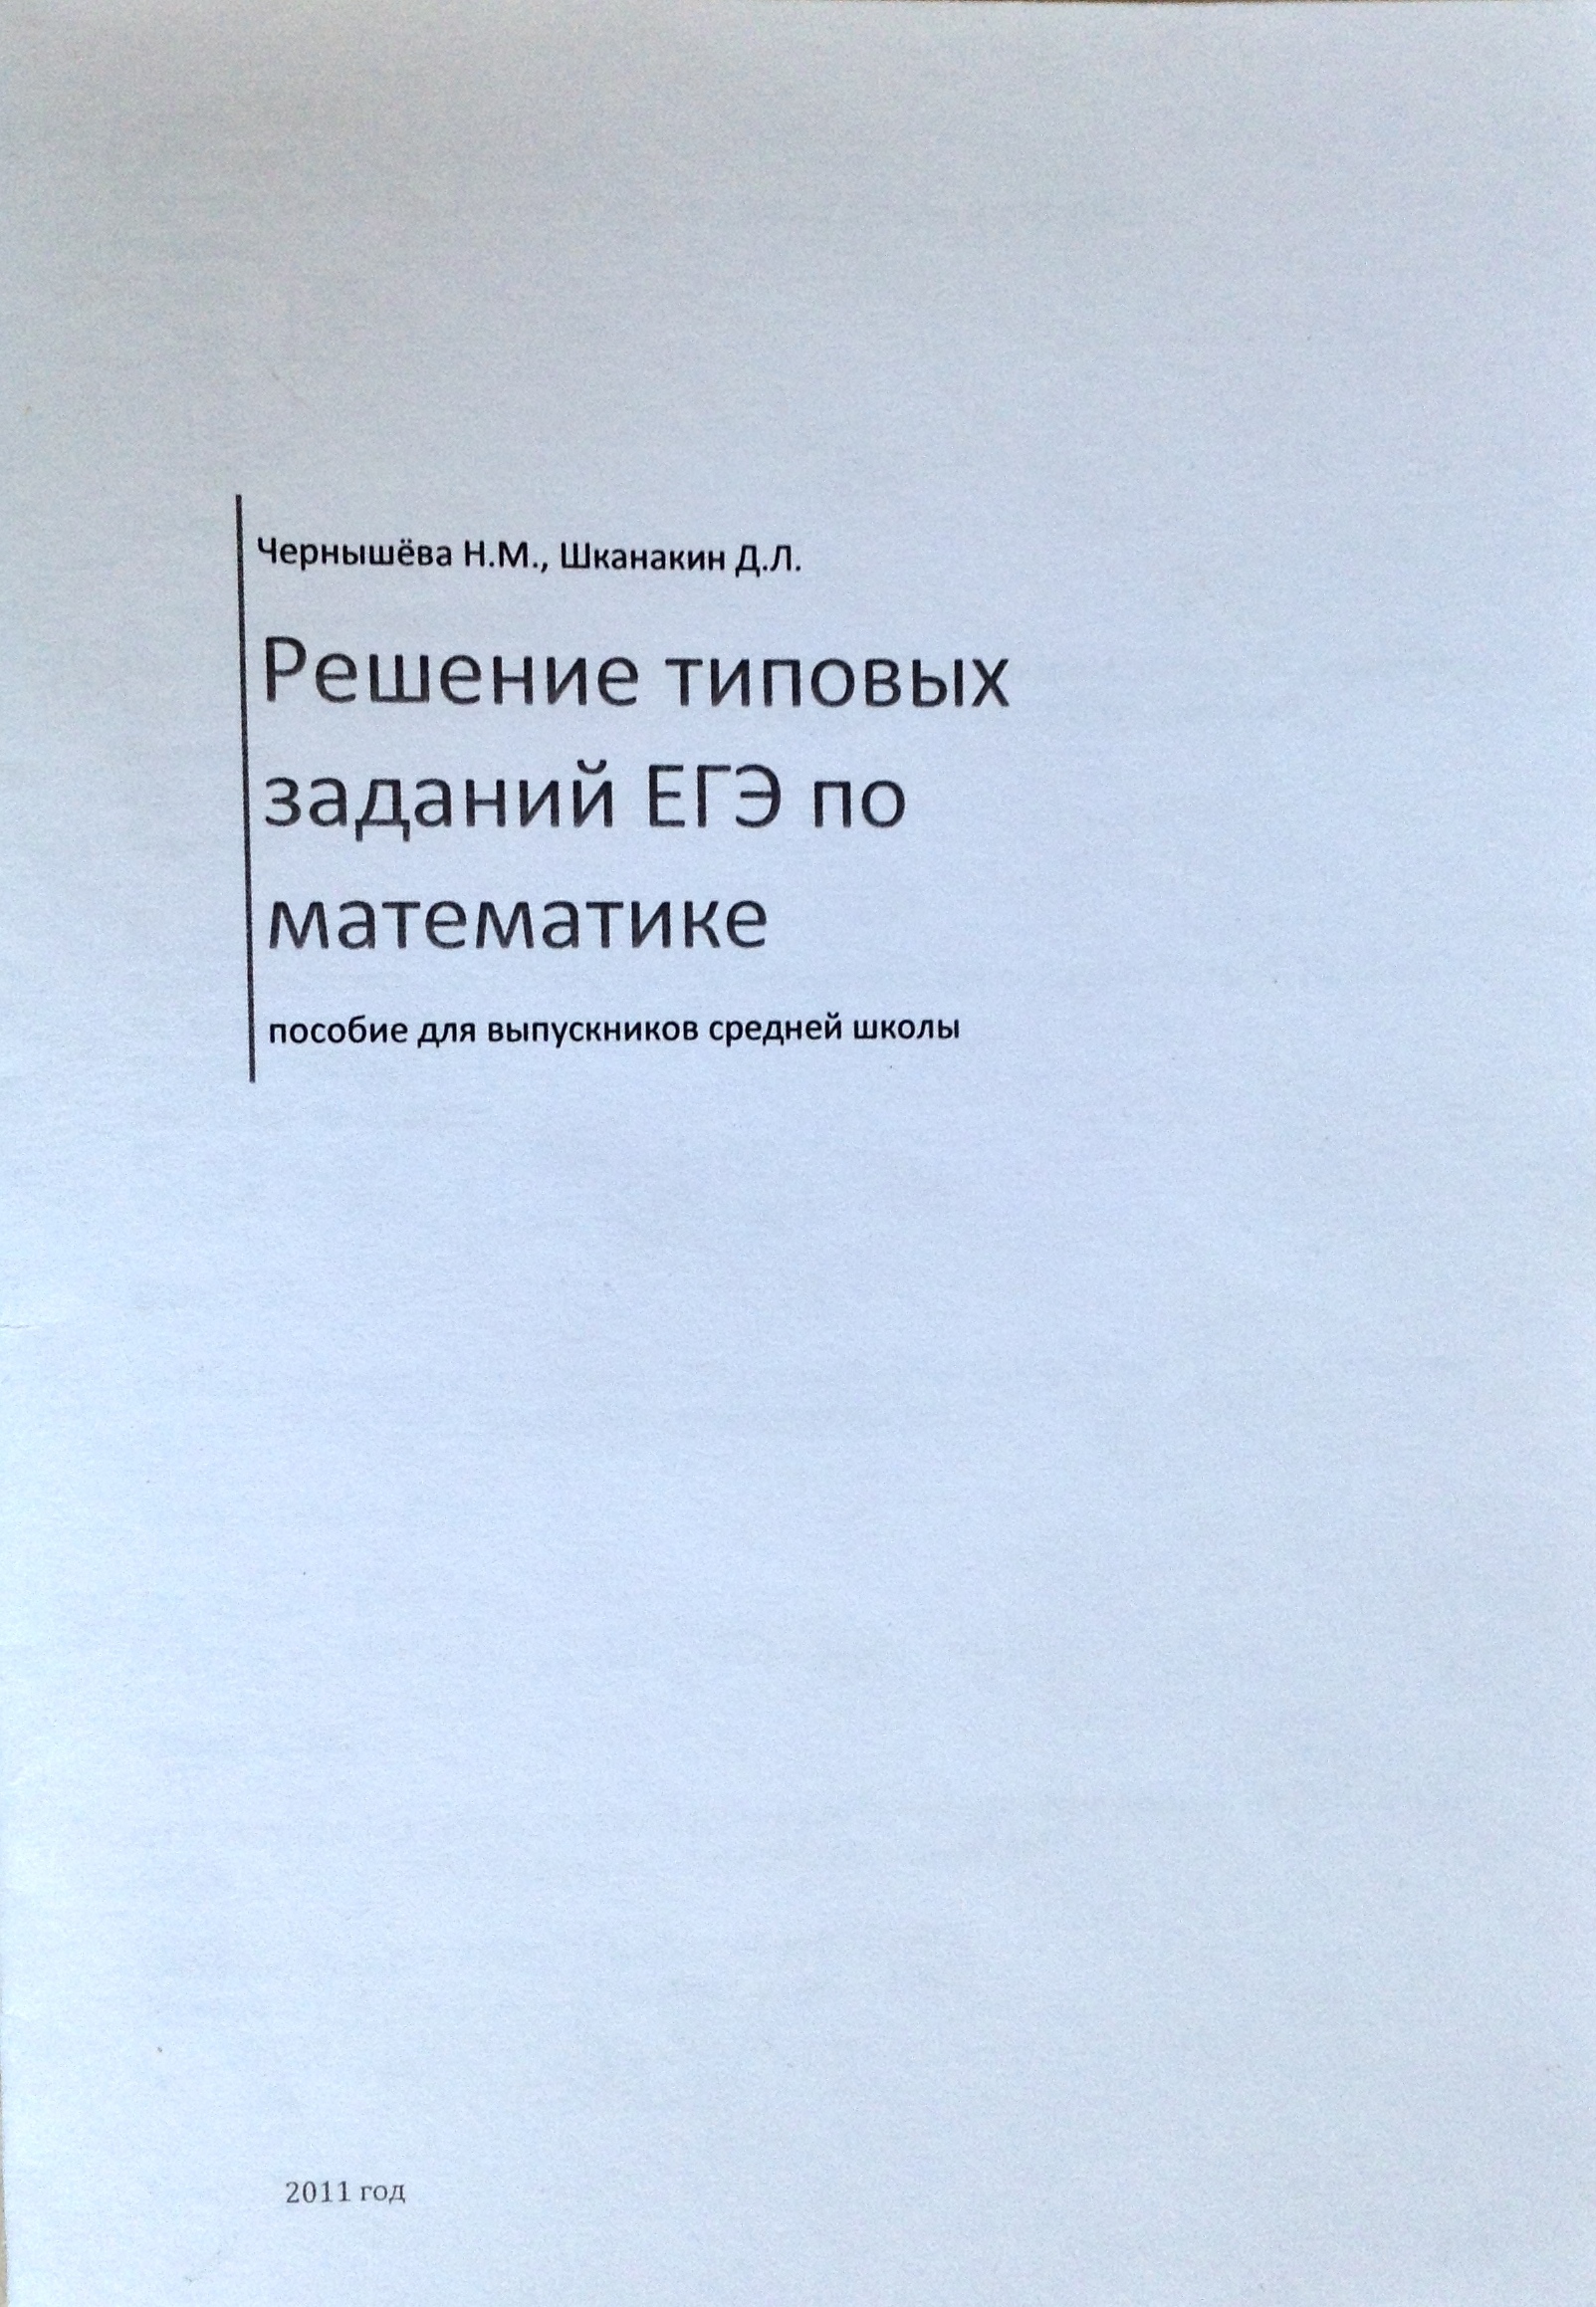 Чернышёва Н.М., Шканакин Д.Л.
Решение типовых
заданий ЕГЭ по
математике
пособие для выпускников средней школы
2011 год